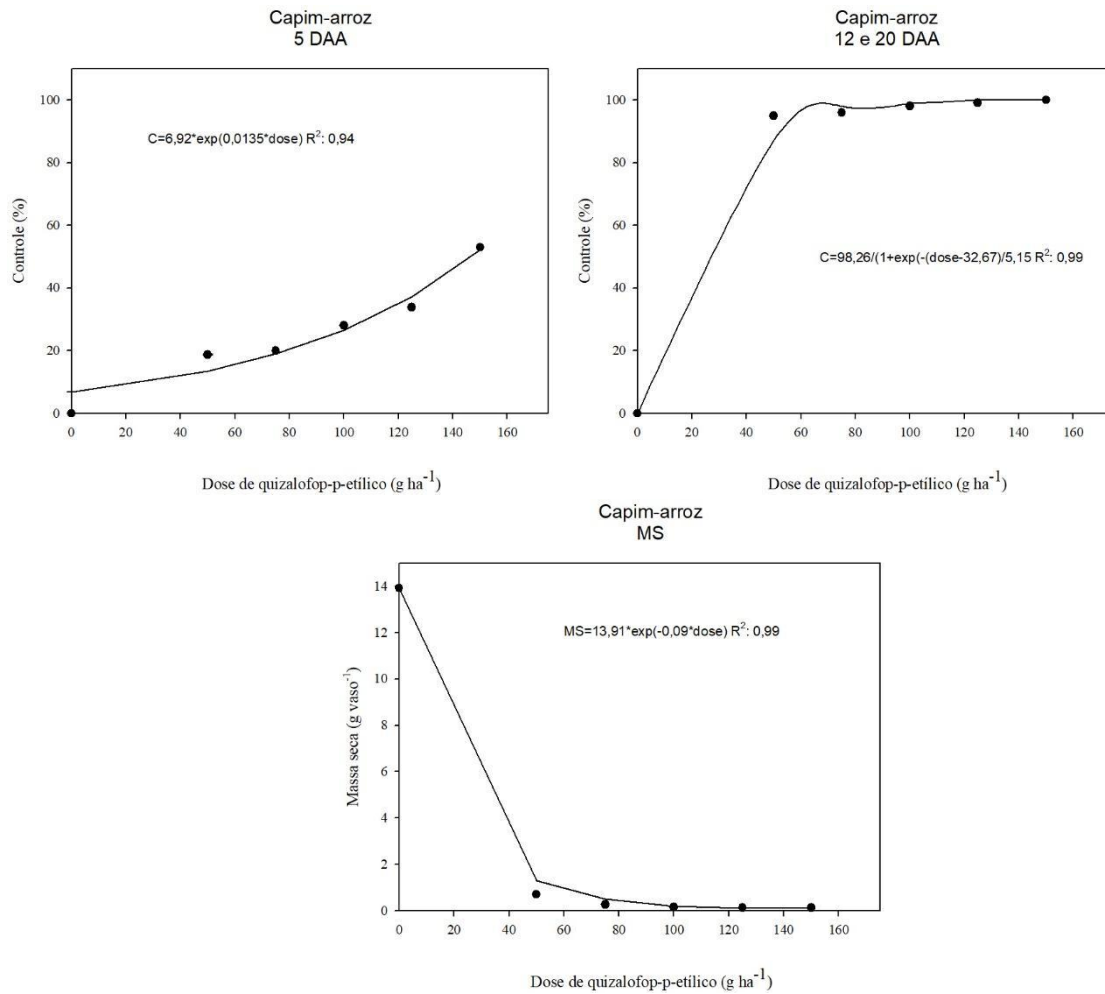 Capim-arroz
5 DAA
100
80
60
40
20
0
Controle (%)
C=6,92*exp(0,0135*dose) R²: 0,94
0 20 40 60 80 100 120 140 160
Dose de quizalofop-p-etílico (g ha⁻¹)
Capim-arroz
12 e 20 DAA
100
80
60
40
20
0
Controle (%)
C=98,26/(1+exp(-(dose-32,67)/5,15 R²: 0,99
0 20 40 60 80 100 120 140 160
Dose de quizalofop-p-etílico (g ha⁻¹)
Capim-arroz
MS
14
12
10
8
6
4
2
0
Massa seca (g vaso⁻¹)
MS=13,91*exp(-0,09*dose) R²: 0,99
0 20 40 60 80 100 120 140 160
Dose de quizalofop-p-etílico (g ha⁻¹)